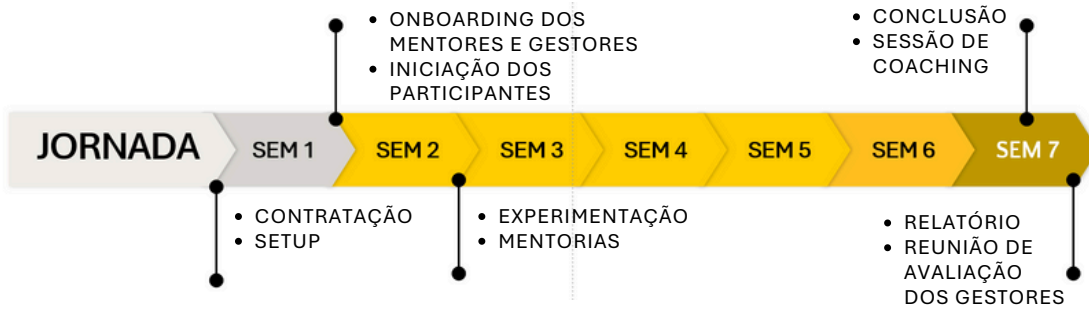 • ONBOARDING DOS
MENTORES E GESTORES
• INICIAÇÃO DOS
PARTICIPANTES
• CONCLUSÃO
• SESSÃO DE
COACHING
JORNADA
SEM 1
SEM 2
SEM 3
SEM 4
SEM 5
SEM 6
SEM 7
• CONTRATAÇÃO
• SETUP
• EXPERIMENTAÇÃO
• MENTORIAS
• RELATÓRIO
• REUNIÃO DE
AVALIAÇÃO
DOS GESTORES